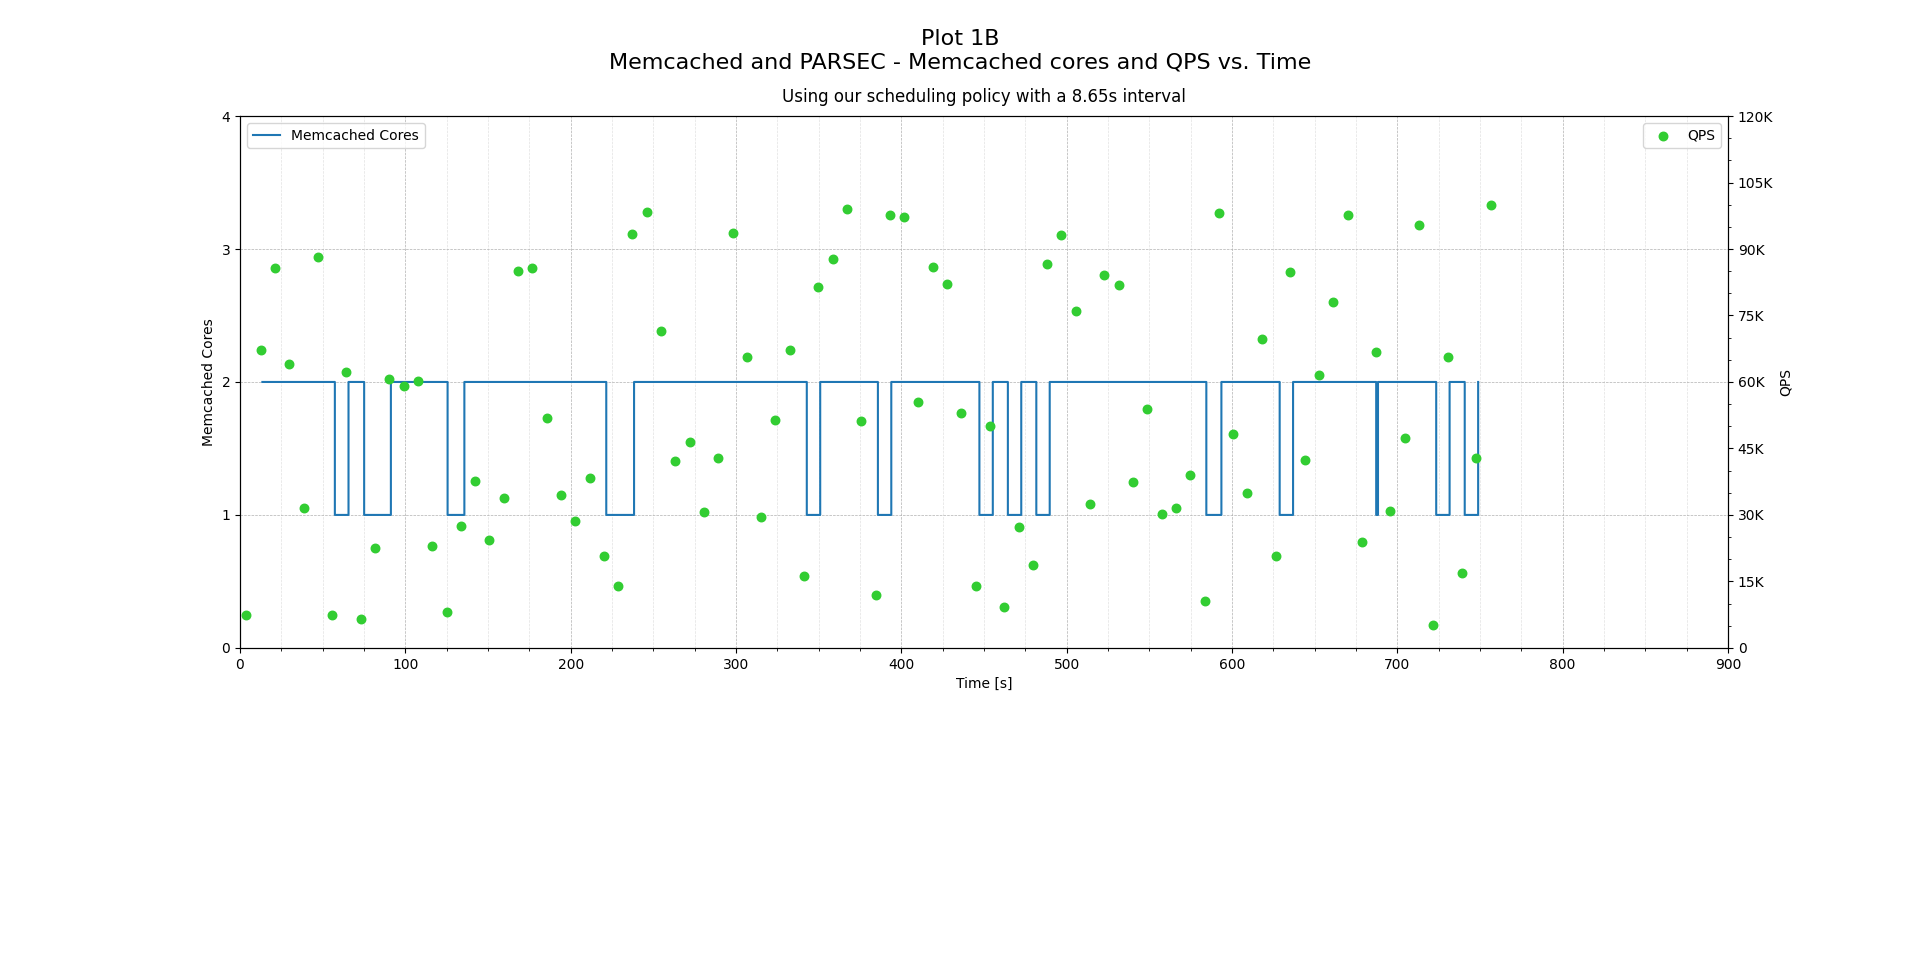 Plot 1B
Memcached and PARSEC - Memcached cores and QPS vs. Time
Using our scheduling policy with a 8.65s interval
Memcached Cores
QPS
4
3
2
1
0
Memcached Cores
120K
105K
90K
75K
60K
45K
30K
15K
0
QPS
0 100 200 300 400 500 600 700 800 900
Time [s]